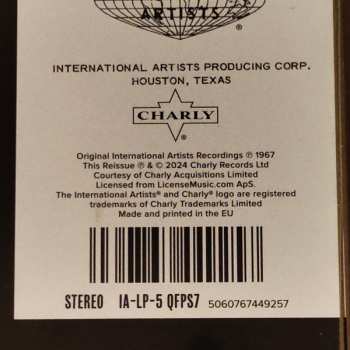 ARTISTS ®
INTERNATIONAL ARTISTS PRODUCING CORP.
HOUSTON, TEXAS
CHARLY
®
Original International Artists Recordings ℗ 1967
This Reissue ℗ & © 2024 Charly Records Ltd
Courtesy of Charly Acquisitions Limited
Licensed from LicenseMusic.com ApS.
The International Artists® and Charly® logo are registered
trademarks of Charly Trademarks Limited
Made and printed in the EU
STEREO IA-LP-5 QFPS7 5060767449257